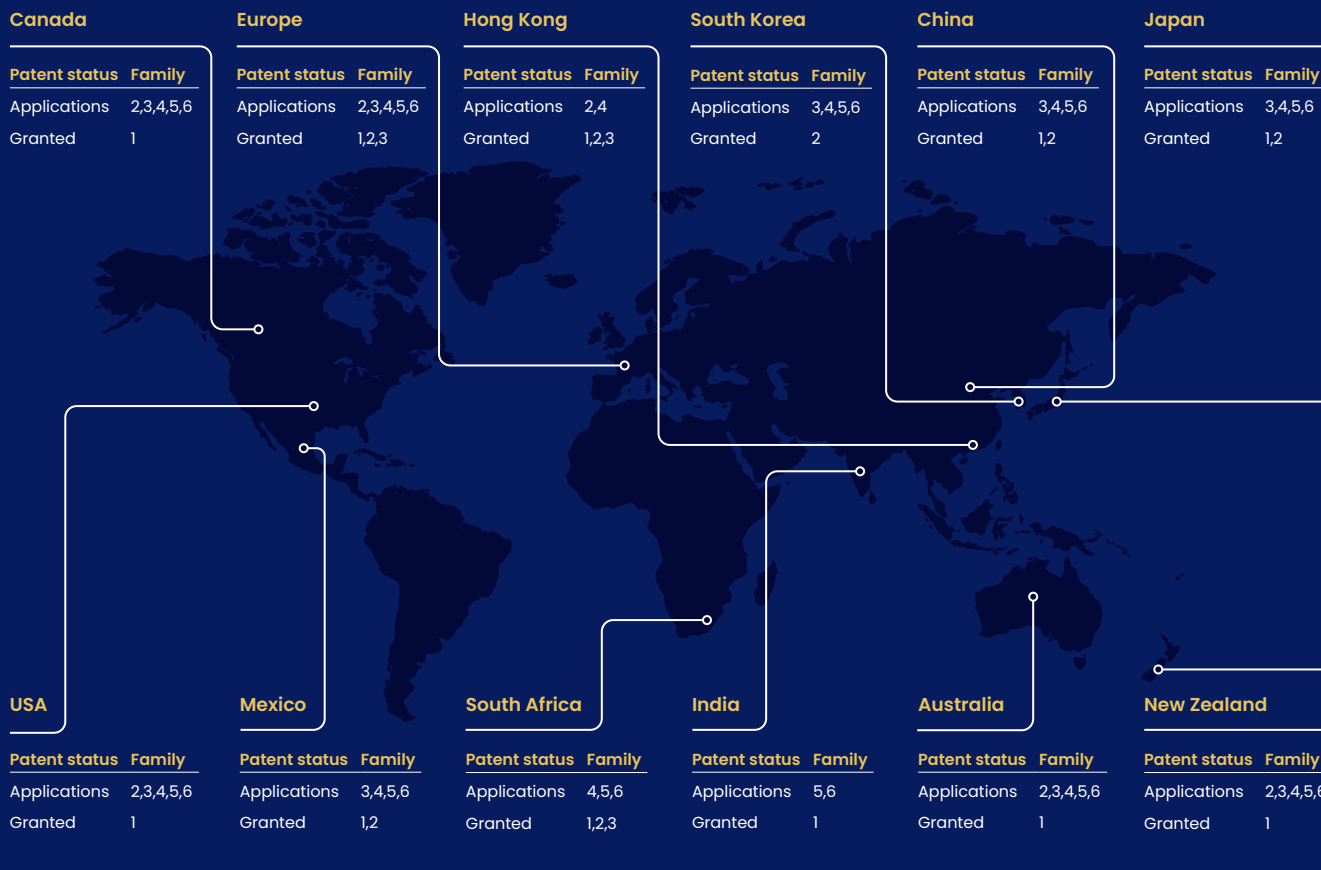 Canada
Patent status Family
Applications 2,3,4,5,6
Granted 1
Europe
Patent status Family
Applications 2,3,4,5,6
Granted 1,2,3
Hong Kong
Patent status Family
Applications 2,4
Granted 1,2,3
South Korea
Patent status Family
Applications 3,4,5,6
Granted 2
China
Patent status Family
Applications 3,4,5,6
Granted 1,2
Japan
Patent status Family
Applications 3,4,5,6
Granted 1,2
USA
Patent status Family
Applications 2,3,4,5,6
Granted 1
Mexico
Patent status Family
Applications 3,4,5,6
Granted 1,2
South Africa
Patent status Family
Applications 4,5,6
Granted 1,2,3
India
Patent status Family
Applications 5,6
Granted 1
Australia
Patent status Family
Applications 2,3,4,5,6
Granted 1
New Zealand
Patent status Family
Applications 2,3,4,5,6
Granted 1